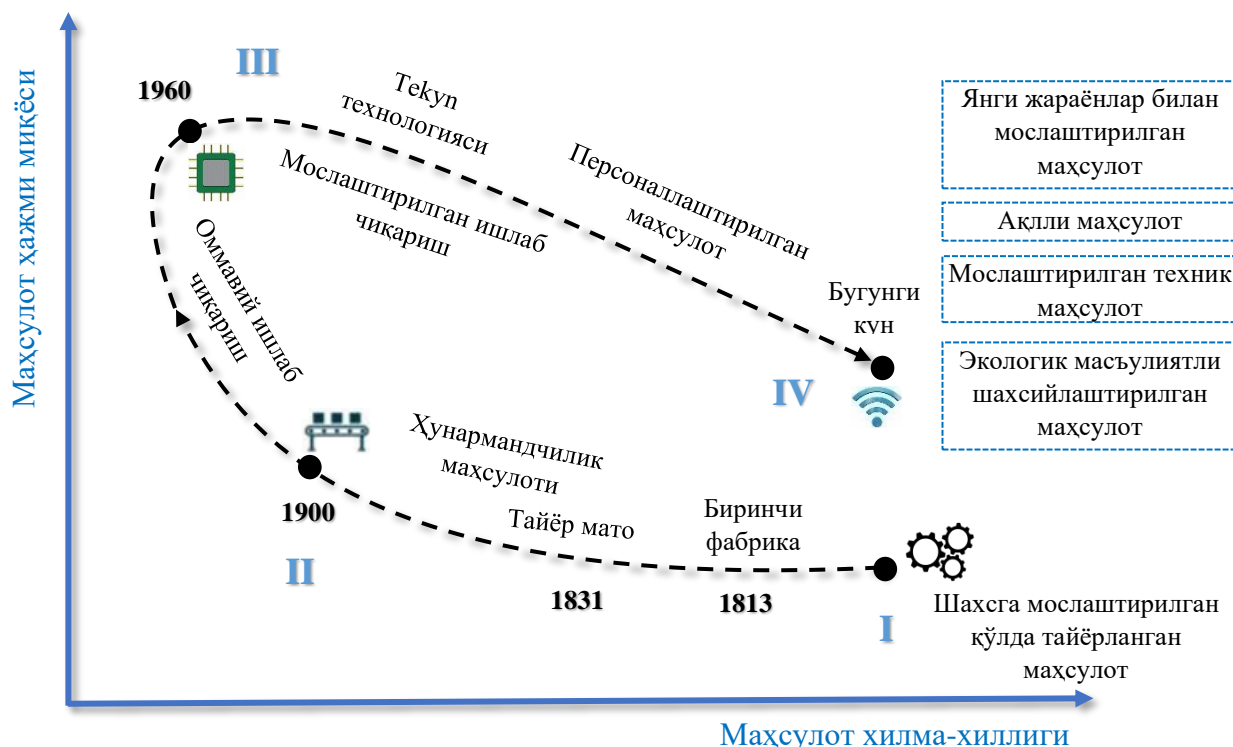 Маҳсулот ҳажми миқёси
III
1960
Tekyn
технологияси
Мослаштирилган ишлаб
чиқариш
Персоналлаштирилган
маҳсулот
Оммавий ишлаб
чиқариш
Бугунги
кун
IV
Янги жараёнлар билан
мослаштирилган
маҳсулот
Ақлли маҳсулот
Мослаштирилган техник
маҳсулот
Экологик масъулиятли
шахсийлаштирилган
маҳсулот
Ҳунармандчилик
маҳсулоти
1900
II
Тайёр мато
Биринчи
фабрика
1831
1813
I
Шахсга мослаштирилган
қўлда тайёрланган
маҳсулот
Маҳсулот хилма-хиллиги